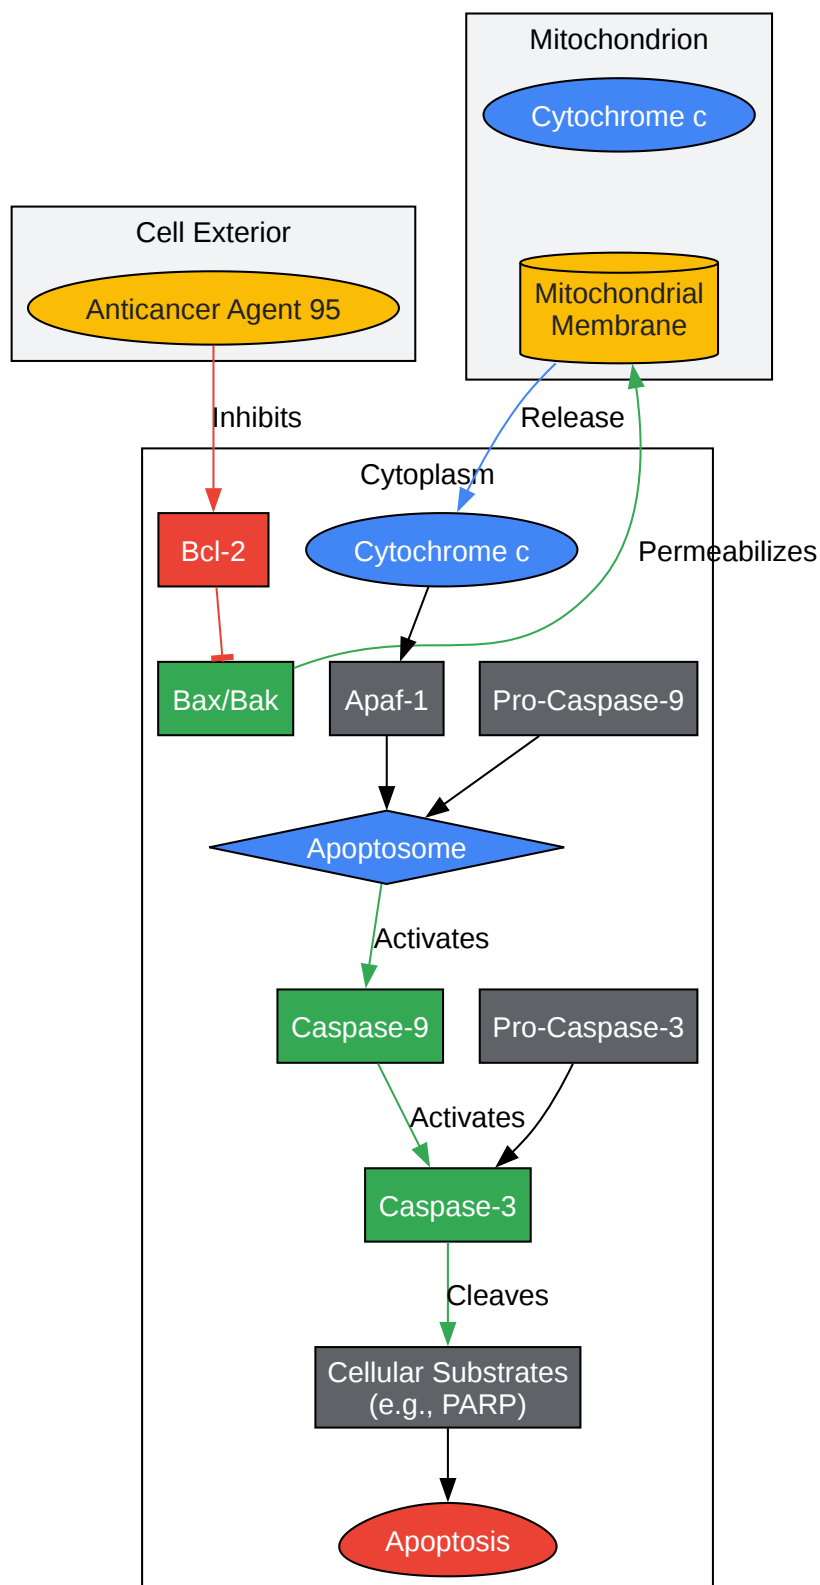 Mitochondrion
Cytochrome c
Cell Exterior
Anticancer Agent 95
Mitochondrial
Membrane
Inhibits
Release
Cytoplasm
Bcl-2
Cytochrome c
Permeabilizes
Bax/Bak
Apaf-1
Pro-Caspase-9
Apoptosome
Activates
Caspase-9
Pro-Caspase-3
Activates
Caspase-3
Cleaves
Cellular Substrates
(e.g., PARP)
Apoptosis